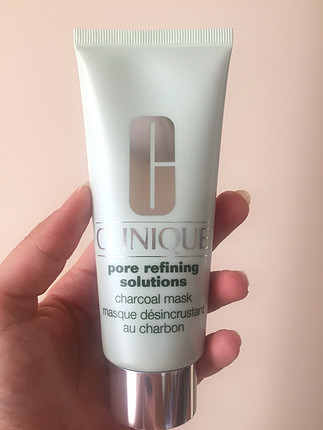 C
CLINIQUE
pore refining
solutions
charcoal mask
masque désincrustant
au charbon